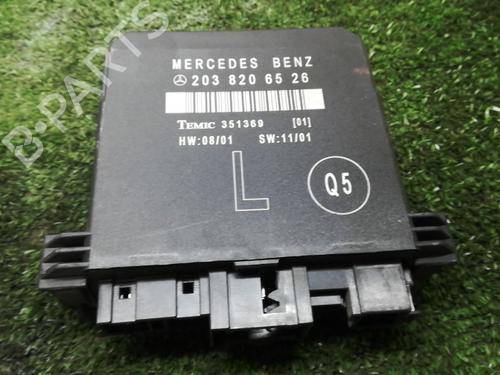 MERCEDES BENZ
203 820 65 26
TEMIC 351369 [01]
HW:08/01 SW:11/01
L
Q5
B-PARTS